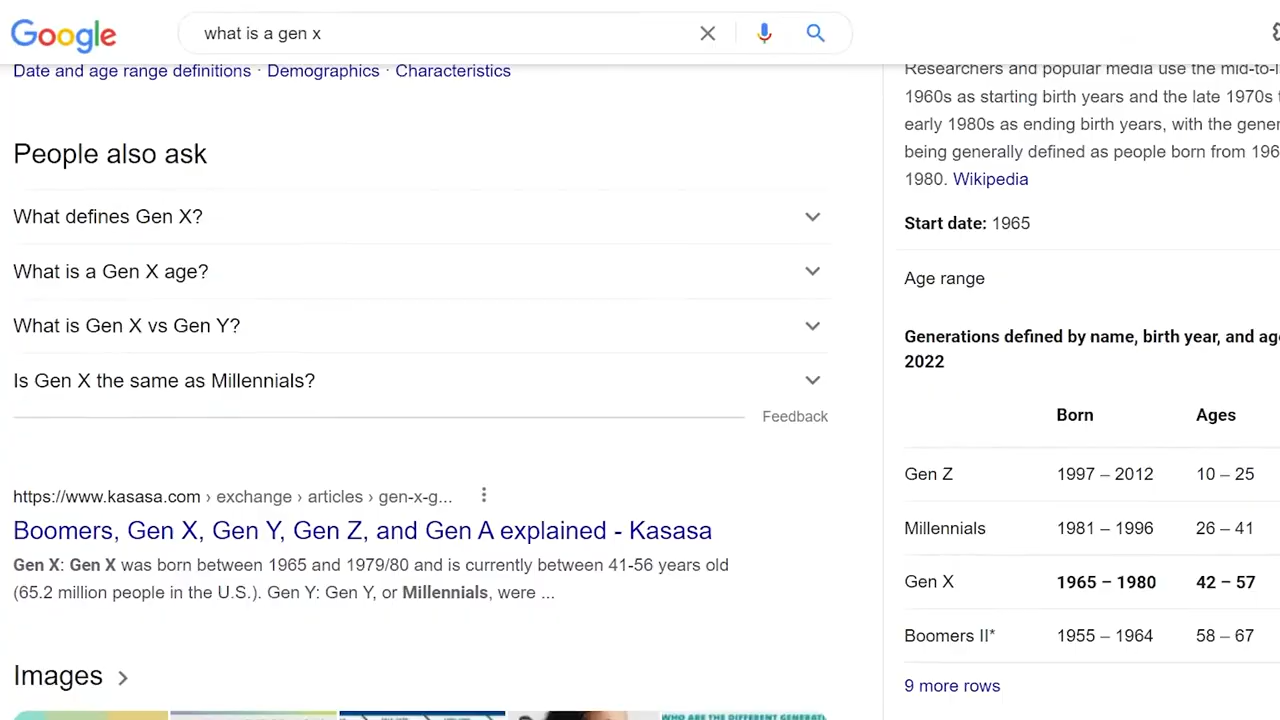 Google
what is a gen x
Date and age range definitions · Demographics · Characteristics
People also ask
What defines Gen X?
What is a Gen X age?
What is Gen X vs Gen Y?
Is Gen X the same as Millennials?
Feedback
https://www.kasasa.com › exchange › articles › gen-x-g...
Boomers, Gen X, Gen Y, Gen Z, and Gen A explained - Kasasa
Gen X: Gen X was born between 1965 and 1979/80 and is currently between 41-56 years old
(65.2 million people in the U.S.). Gen Y: Gen Y, or Millennials, were ...
Images
WHO ARE THE DIFFERENT
Researchers and popular media use the mid-to-
1960s as starting birth years and the late 1970s
early 1980s as ending birth years, with the
being generally defined as people born from
1980. Wikipedia
Start date: 1965
Age range
Generations defined by name, birth year, and
2022
Born Ages
Gen Z 1997 – 2012 10 – 25
Millennials 1981 – 1996 26 – 41
Gen X 1965 – 1980 42 – 57
Boomers II* 1955 – 1964 58 – 67
9 more rows